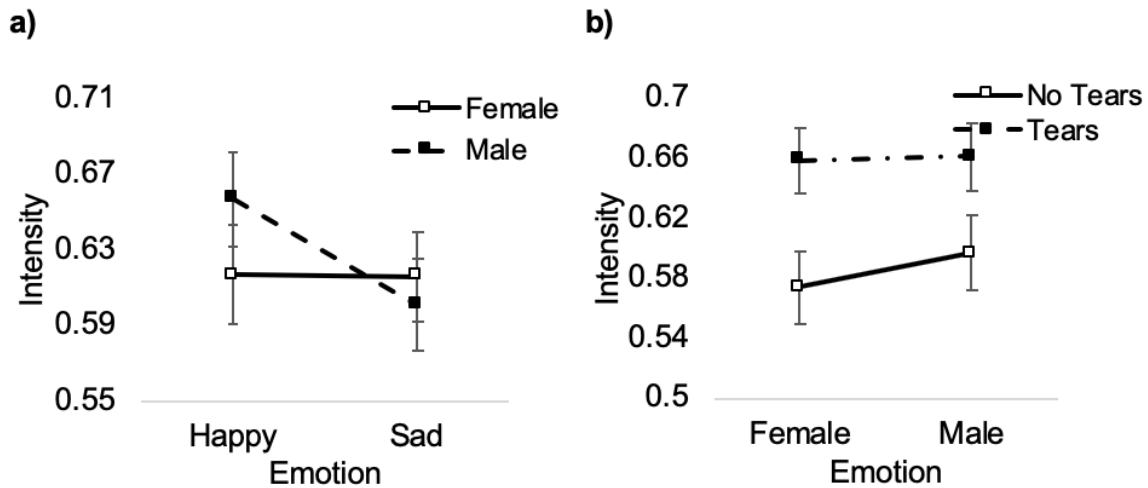 a)
0.71
0.67
0.63
0.59
0.55
Intensity
Female
Male
Happy
Sad
Emotion
b)
0.7
0.66
0.62
0.58
0.54
0.5
Intensity
No Tears
Tears
Female
Male
Emotion